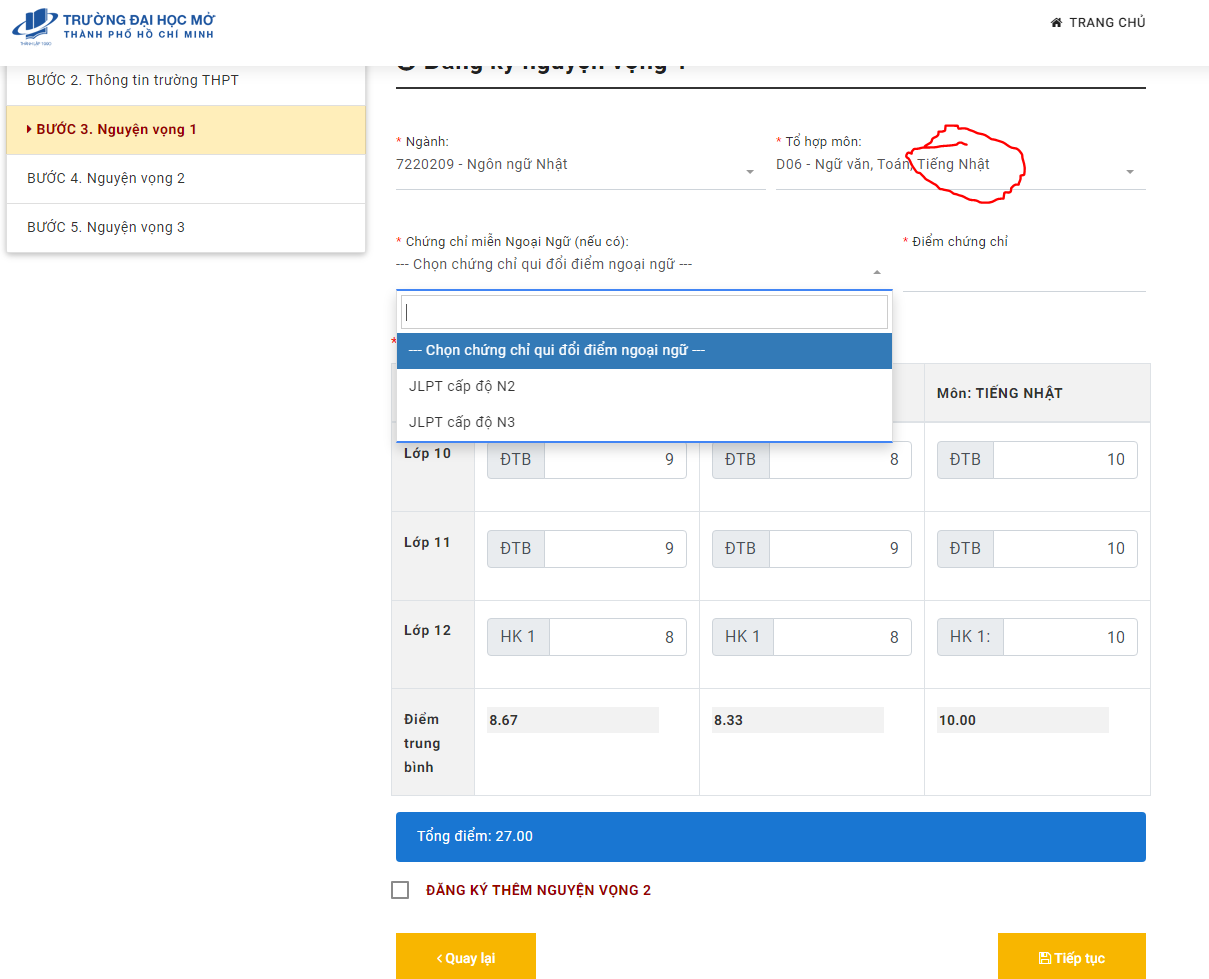 TRƯỜNG ĐẠI HỌC MỞ
THÀNH PHỐ HỒ CHÍ MINH
TRANG CHỦ
BƯỚC 2. Thông tin trường THPT
BƯỚC 3. Nguyện vọng 1
BƯỚC 4. Nguyện vọng 2
BƯỚC 5. Nguyện vọng 3
Đăng ký nguyện vọng 1
* Ngành:
7220209 - Ngôn ngữ Nhật
* Tổ hợp môn:
D06 - Ngữ văn, Toán, Tiếng Nhật
* Chứng chỉ miễn Ngoại Ngữ (nếu có):
--- Chọn chứng chỉ qui đổi điểm ngoại ngữ ---
* Điểm chứng chỉ
--- Chọn chứng chỉ qui đổi điểm ngoại ngữ ---
JLPT cấp độ N2
JLPT cấp độ N3
*
Môn: TIẾNG NHẬT
Lớp 10 ĐTB 9 ĐTB 8 ĐTB 10
Lớp 11 ĐTB 9 ĐTB 9 ĐTB 10
Lớp 12 HK 1 8 HK 1 8 HK 1: 10
Điểm trung bình 8.67 8.33 10.00
Tổng điểm: 27.00
ĐĂNG KÝ THÊM NGUYỆN VỌNG 2
Quay lại
Tiếp tục